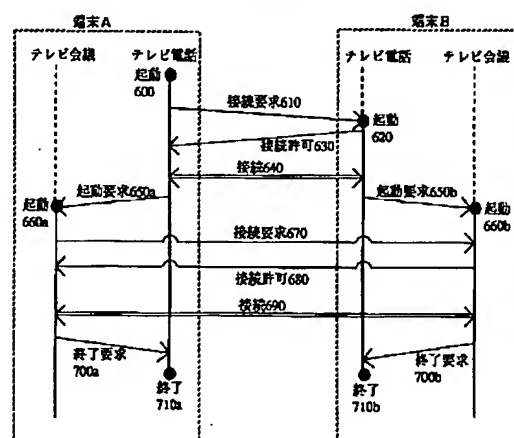 端末A
端末B
テレビ会議
テレビ電話
テレビ電話
テレビ会議
起動
600
接続要求610
起動
620
接続許可630
接続640
起動要求650a
起動要求650b
起動
660a
起動
660b
接続要求670
接続許可680
接続690
終了要求
700a
終了要求
700b
終了
710a
終了
710b